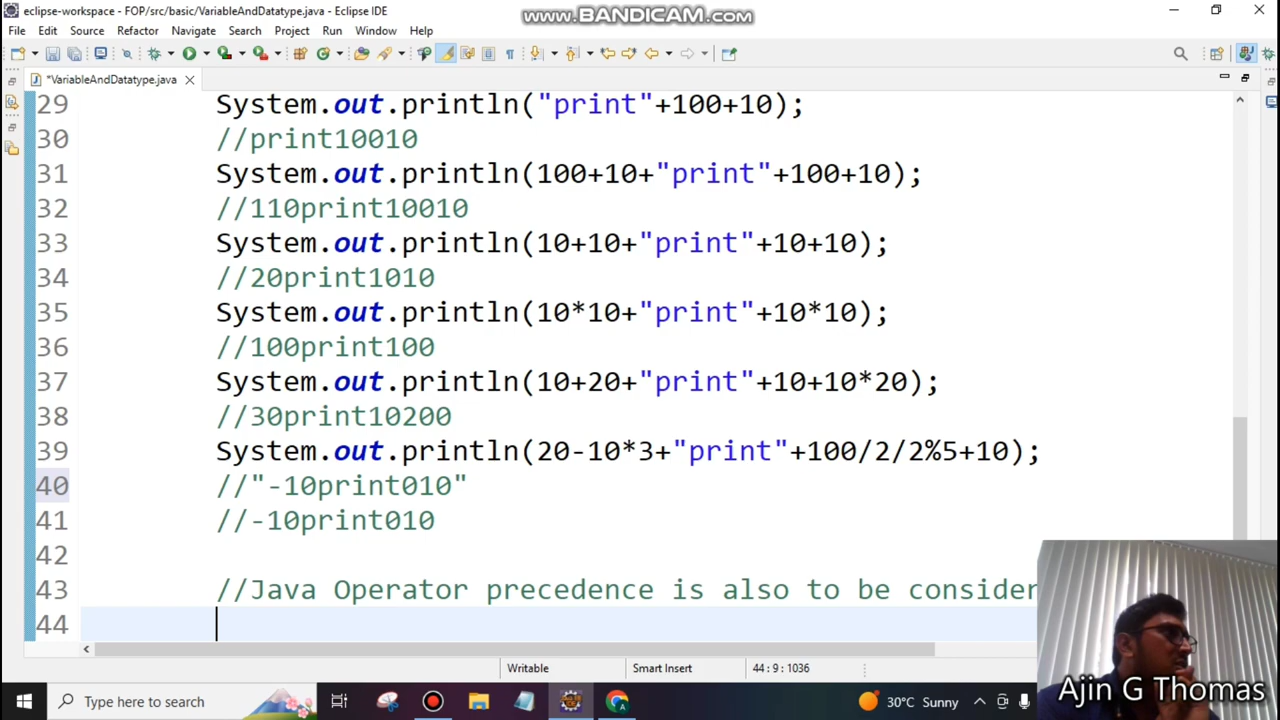 eclipse-workspace - FOP/src/basic/VariableAndDatatype.java - Eclipse IDE
www.BANDICAM.com
File Edit Source Refactor Navigate Search Project Run Window Help
*VariableAndDatatype.java
29 System.out.println("print"+100+10);
30 //print10010
31 System.out.println(100+10+"print"+100+10);
32 //110print10010
33 System.out.println(10+10+"print"+10+10);
34 //20print1010
35 System.out.println(10*10+"print"+10*10);
36 //100print100
37 System.out.println(10+20+"print"+10+10*20);
38 //30print10200
39 System.out.println(20-10*3+"print"+100/2/2%5+10);
40 //"-10print010"
41 //-10print010
42
43 //Java Operator precedence is also to be consider
44
Writable Smart Insert 44 : 9 : 1036
Ajin G Thomas
Type here to search 30°C Sunny